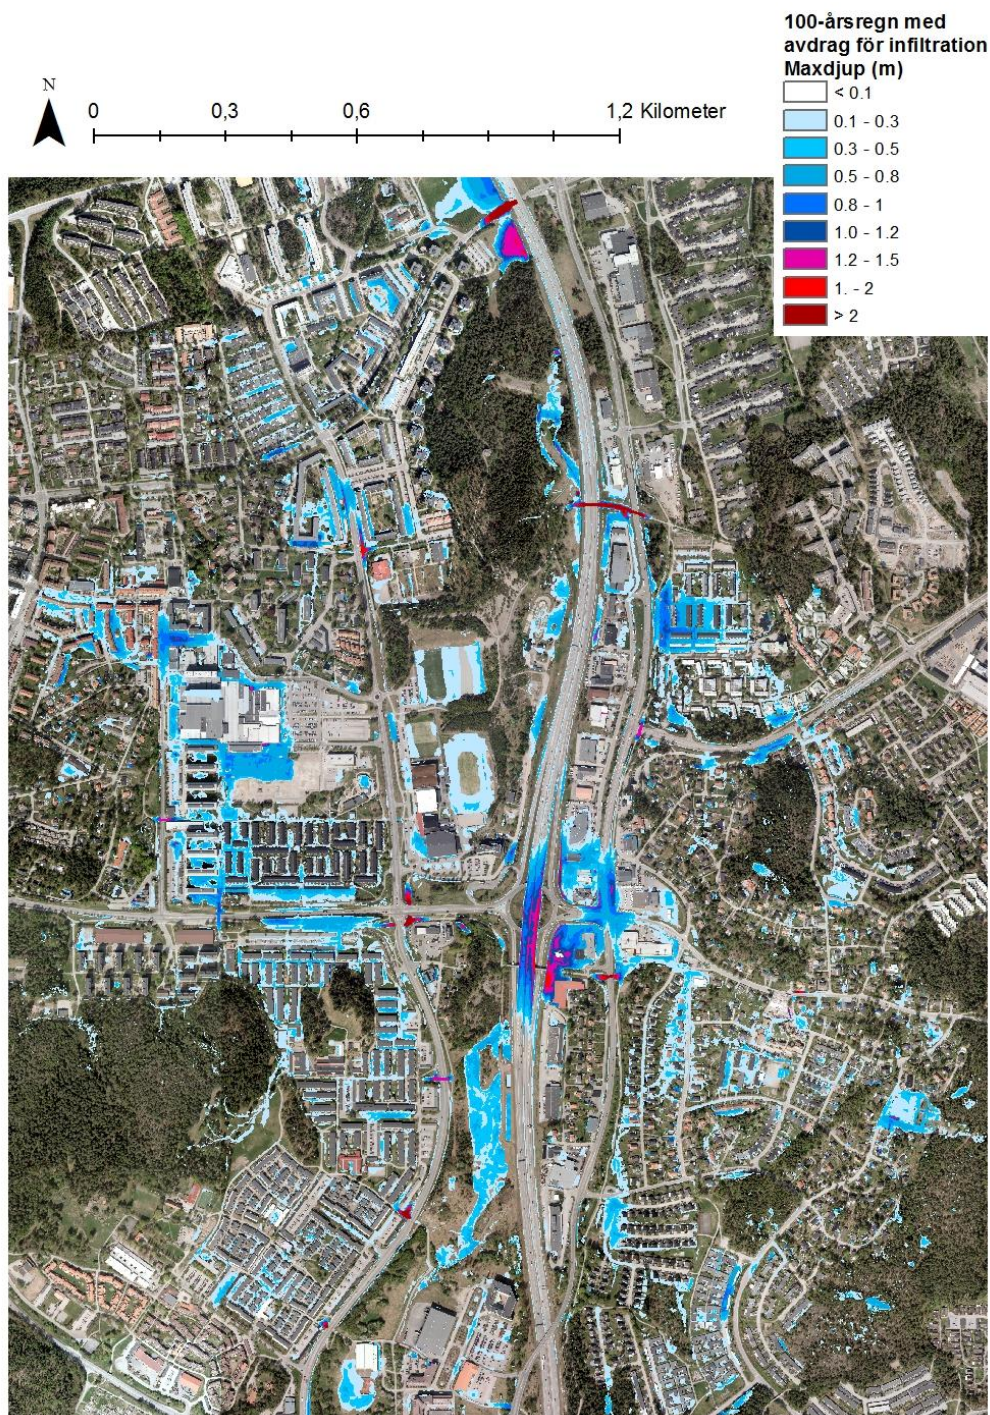 100-årsregn med
avdrag för infiltration
Maxdjup (m)
< 0.1
0.1 - 0.3
0.3 - 0.5
0.5 - 0.8
0.8 - 1
1.0 - 1.2
1.2 - 1.5
1. - 2
> 2
N
0 0,3 0,6 1,2 Kilometer